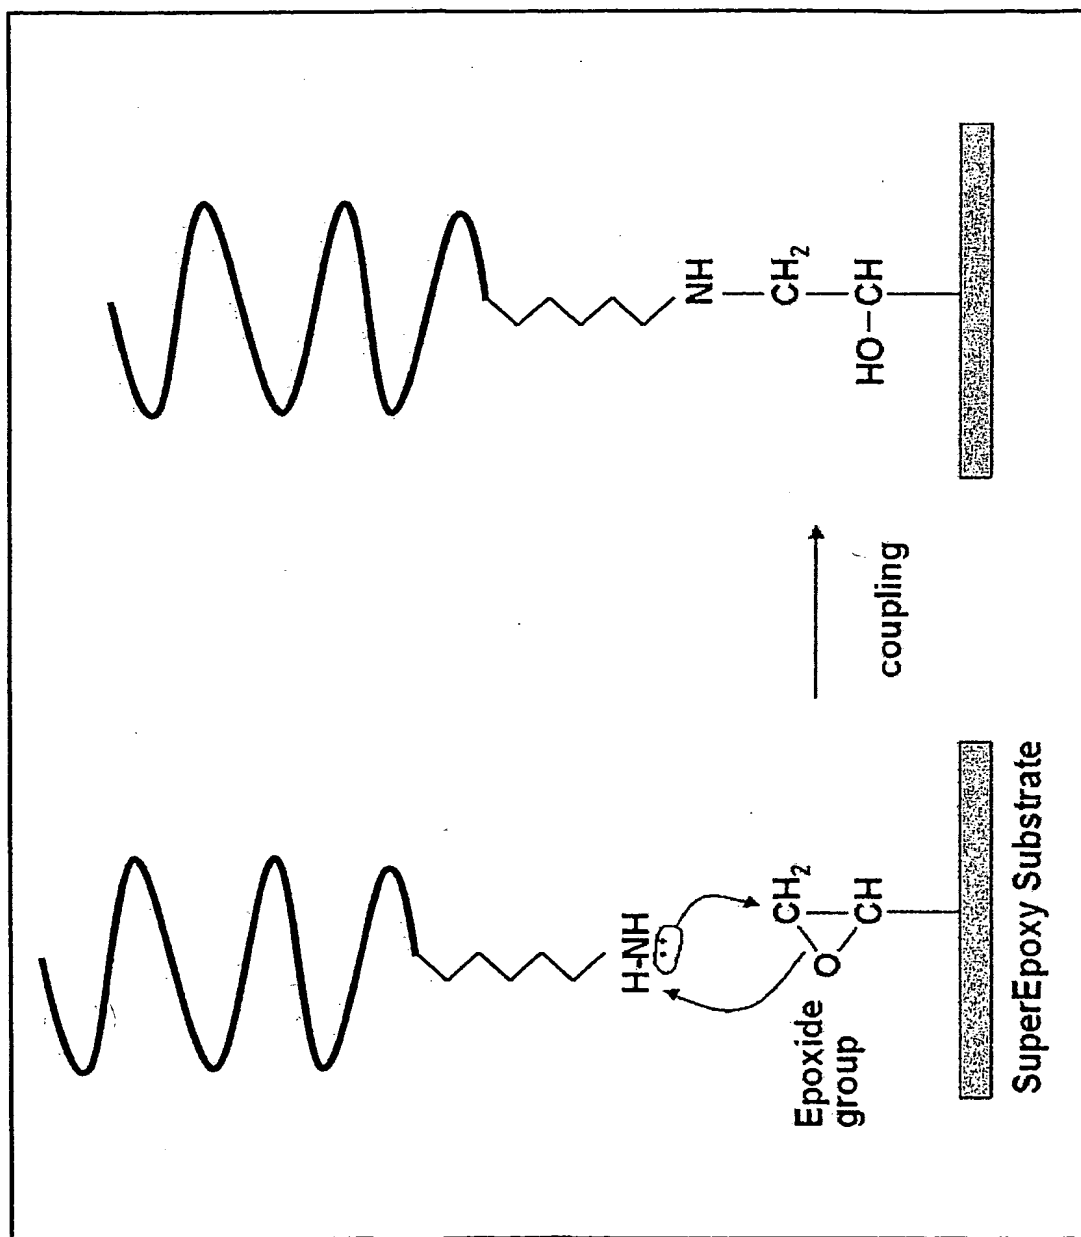 H-NH
CH₂
O
CH
Epoxide
group
SuperEpoxy Substrate
coupling
NH
CH₂
HO-CH